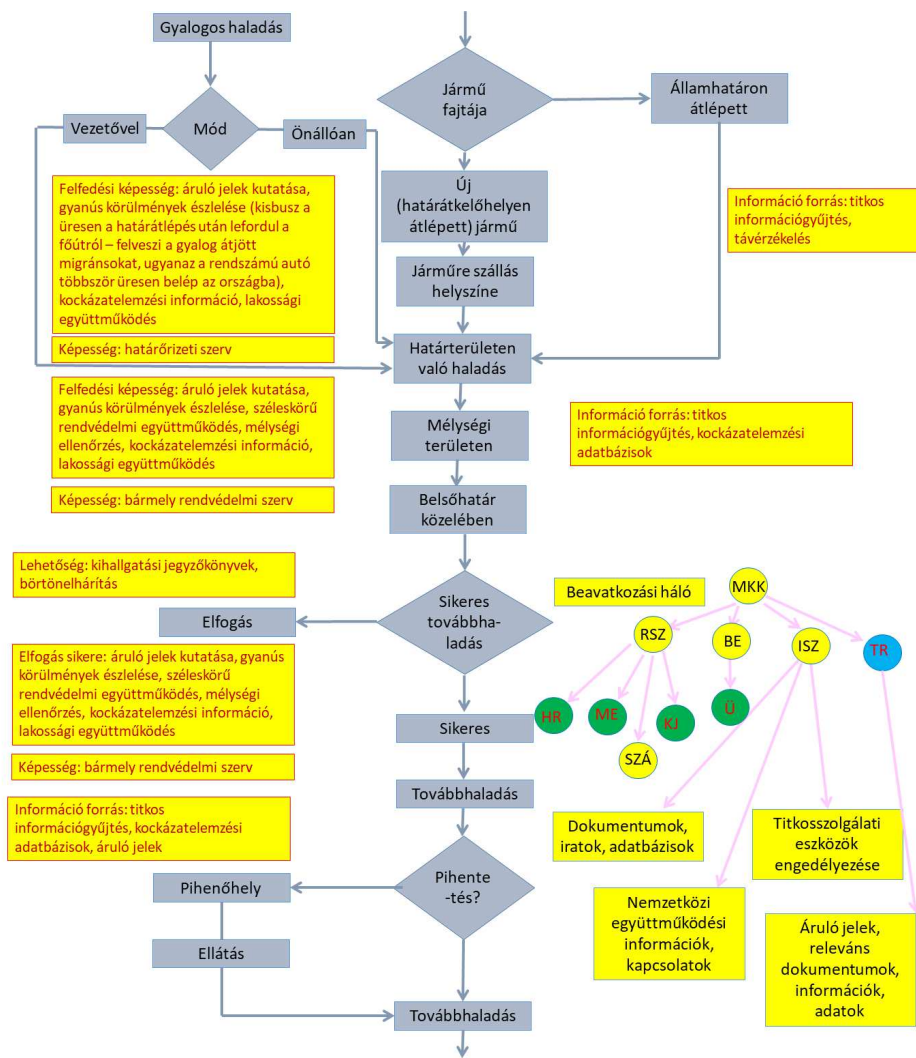 Gyalogos haladás
Vezetővel
Mód
Önállóan
Jármű
fajtája
Államhatáron
átlépett
Felfedési képesség: áruló jelek kutatása,
gyanús körülmények észlelése (kisbusz a
üresen a határátlépés után lefordul a
főútról – felveszi a gyalog átjött
migránsokat, ugyanaz a rendszámú autó
többször üresen belép az országba),
kockázatelemzési információ, lakossági
együttműködés
Új
(határátkelőhelyen
átlépett) jármű
Információ forrás: titkos
információgyűjtés,
távérzékelés
Járműre szállás
helyszíne
Képesség: határőrizeti szerv
Határterületen
való haladás
Felfedési képesség: áruló jelek kutatása,
gyanús körülmények észlelése, széleskörű
rendvédelmi együttműködés, mélységi
ellenőrzés, kockázatelemzési információ,
lakossági együttműködés
Mélységi
területen
Információ forrás: titkos
információgyűjtés, kockázatelemzési
adatbázisok
Képesség: bármely rendvédelmi szerv
Belsőhatár
közelében
Lehetőség: kihallgatási jegyzőkönyvek,
börtönelhárítás
Elfogás
Sikeres
továbbha-
ladás
Elfogás sikere: áruló jelek kutatása, gyanús
körülmények észlelése, széleskörű
rendvédelmi együttműködés, mélységi
ellenőrzés, kockázatelemzési információ,
lakossági együttműködés
Képesség: bármely rendvédelmi szerv
Sikeres
Továbbhaladás
Információ forrás: titkos
információgyűjtés, kockázatelemzési
adatbázisok, áruló jelek
Pihenőhely
Pihente
-tés?
Ellátás
Továbbhaladás
Beavatkozási háló
MKK
RSZ
BE
ISZ
TR
HR
ME
KJ
Ü
SZÁ
Dokumentumok,
iratok, adatbázisok
Titkosszolgálati
eszközök
engedélyezése
Nemzetközi
együttműködési
információk,
kapcsolatok
Áruló jelek,
releváns
dokumentumok,
információk,
adatok